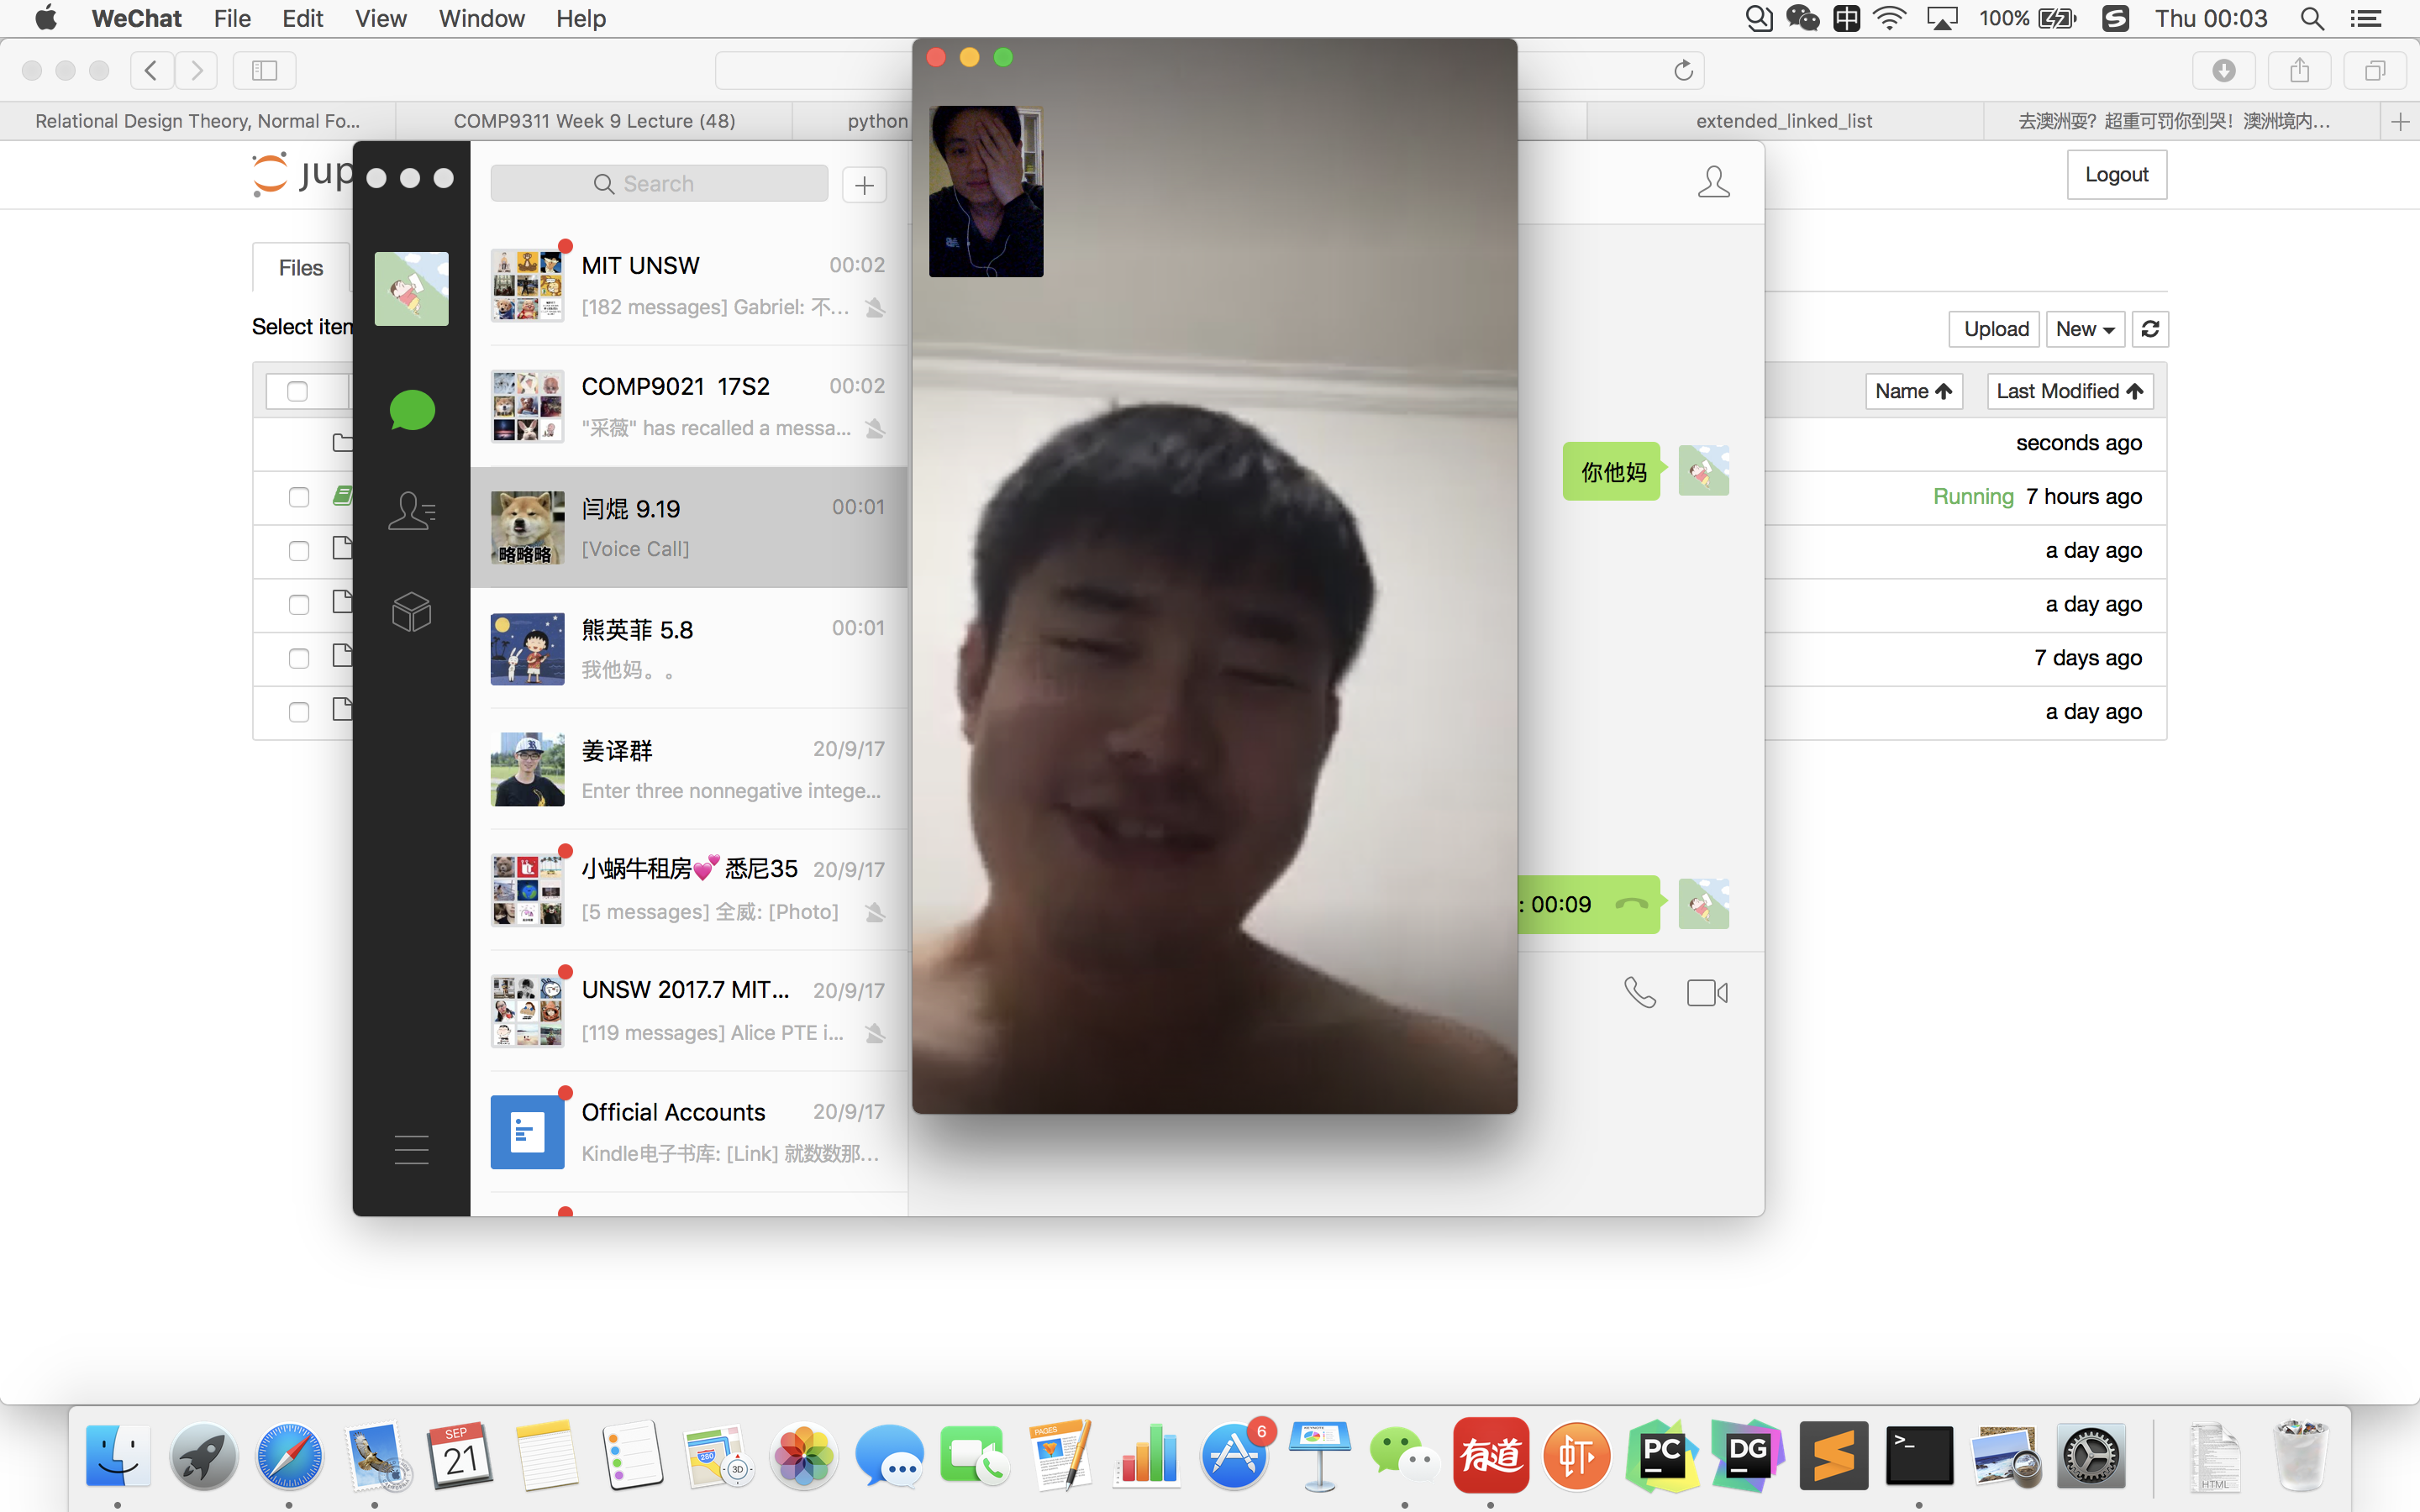 WeChat File Edit View Window Help
中 100% Thu 00:03
Relational Design Theory, Normal Fo...
COMP9311 Week 9 Lecture (48)
python
extended_linked_list
去澳洲耍？超重可罚你到哭！澳洲境内...
jup
Logout
Files
Select iten
Upload
New
Name
Last Modified
seconds ago
Running 7 hours ago
a day ago
a day ago
7 days ago
a day ago
Search
MIT UNSW 00:02
[182 messages] Gabriel: 不...
COMP9021 17S2 00:02
"采薇" has recalled a messa...
闫焜 9.19 00:01
[Voice Call]
略略略
熊英菲 5.8 00:01
我他妈。。
姜译群 20/9/17
Enter three nonnegative intege...
小蜗牛租房💕悉尼35 20/9/17
[5 messages] 全威: [Photo]
UNSW 2017.7 MIT... 20/9/17
[119 messages] Alice PTE i...
Official Accounts 20/9/17
Kindle电子书库: [Link] 就数数那...
你他妈
: 00:09
SEP
21
280
3D
PAGES
6
有道
PC
DG
>_
HTML